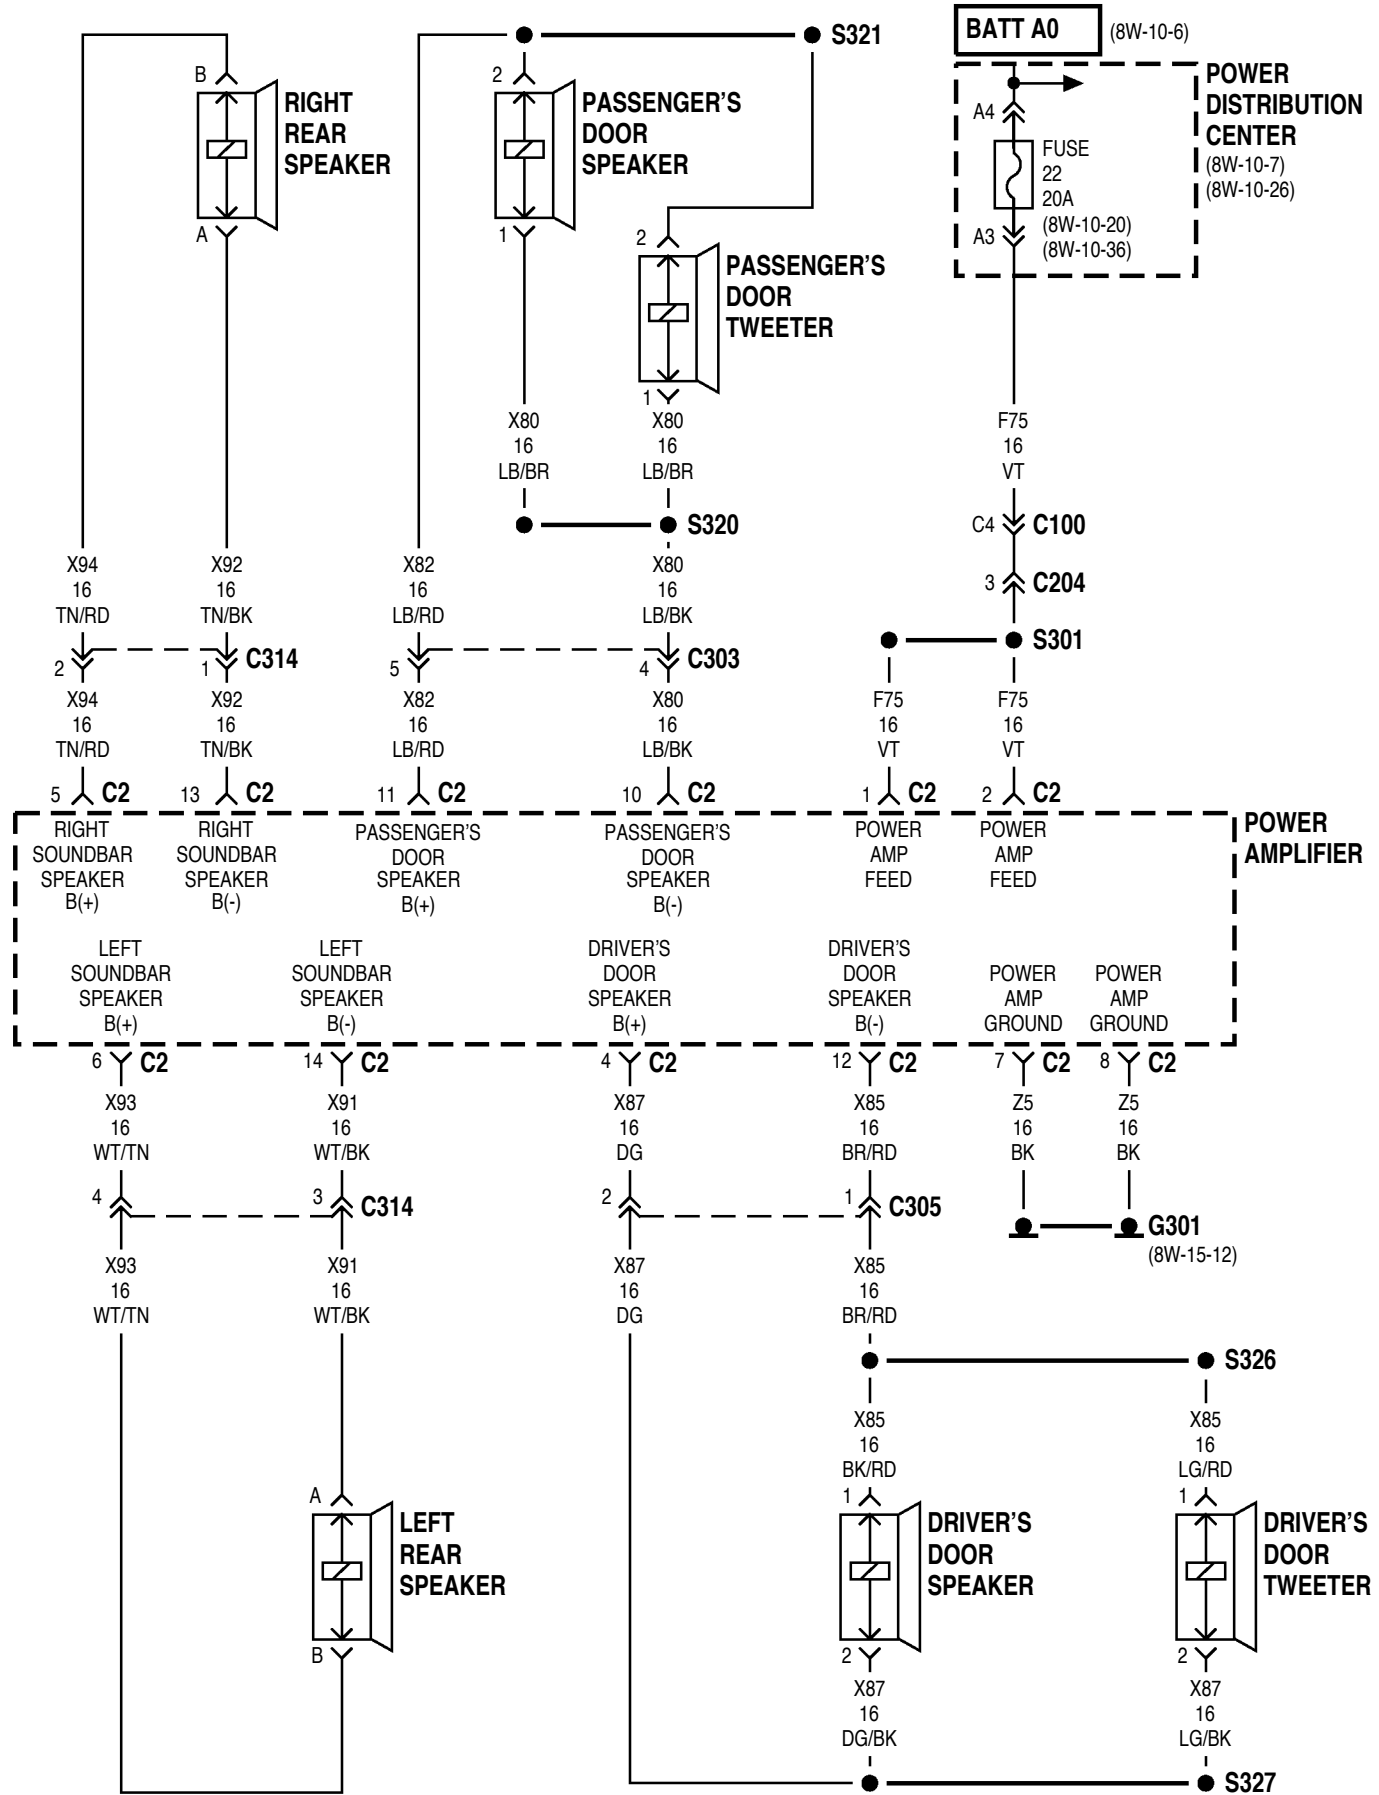 BATT A0
(8W-10-6)
S321
B
RIGHT
REAR
SPEAKER
A
2
PASSENGER'S
DOOR
SPEAKER
1
2
PASSENGER'S
DOOR
TWEETER
1
POWER
DISTRIBUTION
CENTER
(8W-10-7)
(8W-10-26)
A4
FUSE
22
20A
(8W-10-20)
(8W-10-36)
A3
X80
16
LB/BR
X80
16
LB/BR
F75
16
VT
S320
C4
C100
3
C204
X94
16
TN/RD
X92
16
TN/BK
X82
16
LB/RD
X80
16
LB/BK
S301
2
1
C314
5
4
C303
X94
16
TN/RD
X92
16
TN/BK
X82
16
LB/RD
X80
16
LB/BK
F75
16
VT
F75
16
VT
5
C2
13
C2
11
C2
10
C2
1
C2
2
C2
POWER
AMPLIFIER
RIGHT
SOUNDBAR
SPEAKER
B(+)
RIGHT
SOUNDBAR
SPEAKER
B(-)
PASSENGER'S
DOOR
SPEAKER
B(+)
PASSENGER'S
DOOR
SPEAKER
B(-)
POWER
AMP
FEED
POWER
AMP
FEED
LEFT
SOUNDBAR
SPEAKER
B(+)
LEFT
SOUNDBAR
SPEAKER
B(-)
DRIVER'S
DOOR
SPEAKER
B(+)
DRIVER'S
DOOR
SPEAKER
B(-)
POWER
AMP
GROUND
POWER
AMP
GROUND
6
C2
14
C2
4
C2
12
C2
7
C2
8
C2
X93
16
WT/TN
X91
16
WT/BK
X87
16
DG
X85
16
BR/RD
Z5
16
BK
Z5
16
BK
4
3
C314
2
1
C305
G301
(8W-15-12)
X93
16
WT/TN
X91
16
WT/BK
X87
16
DG
X85
16
BR/RD
S326
X85
16
BK/RD
X85
16
LG/RD
A
LEFT
REAR
SPEAKER
B
1
DRIVER'S
DOOR
SPEAKER
2
1
DRIVER'S
DOOR
TWEETER
2
X87
16
DG/BK
X87
16
LG/BK
S327